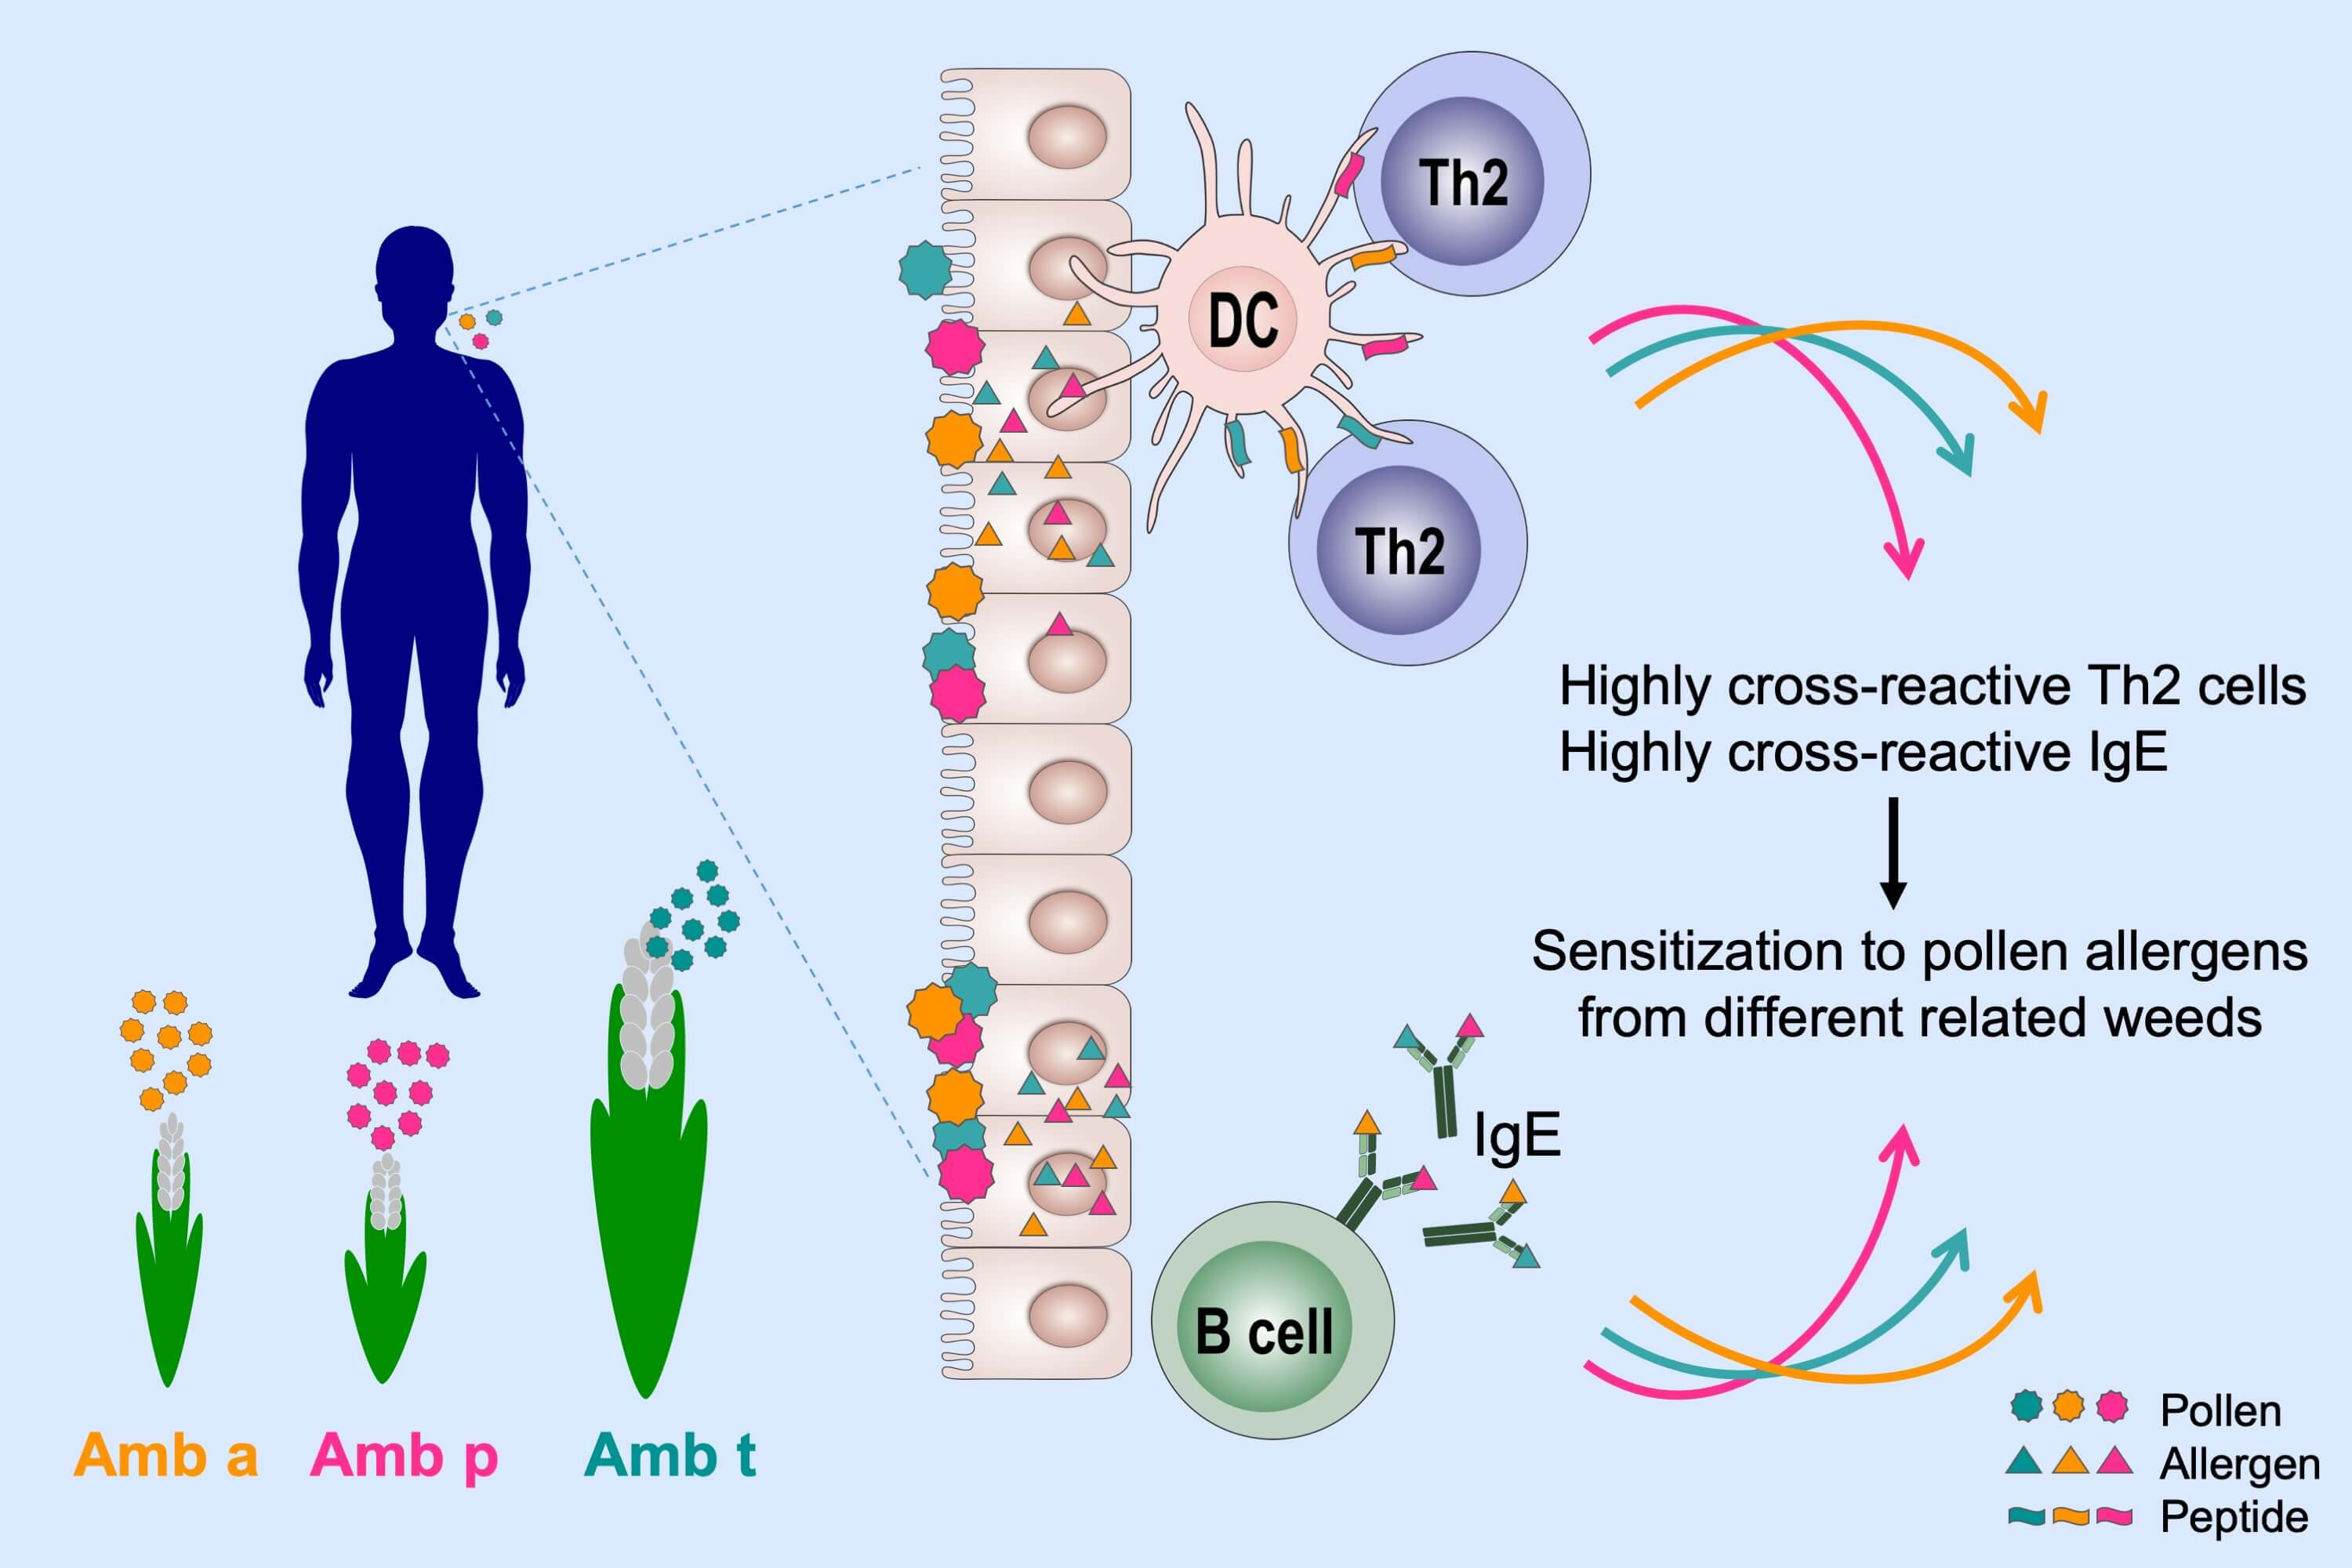 Th2
DC
Th2
Highly cross-reactive Th2 cells
Highly cross-reactive IgE
Sensitization to pollen allergens
from different related weeds
IgE
B cell
Amb a
Amb p
Amb t
Pollen
Allergen
Peptide